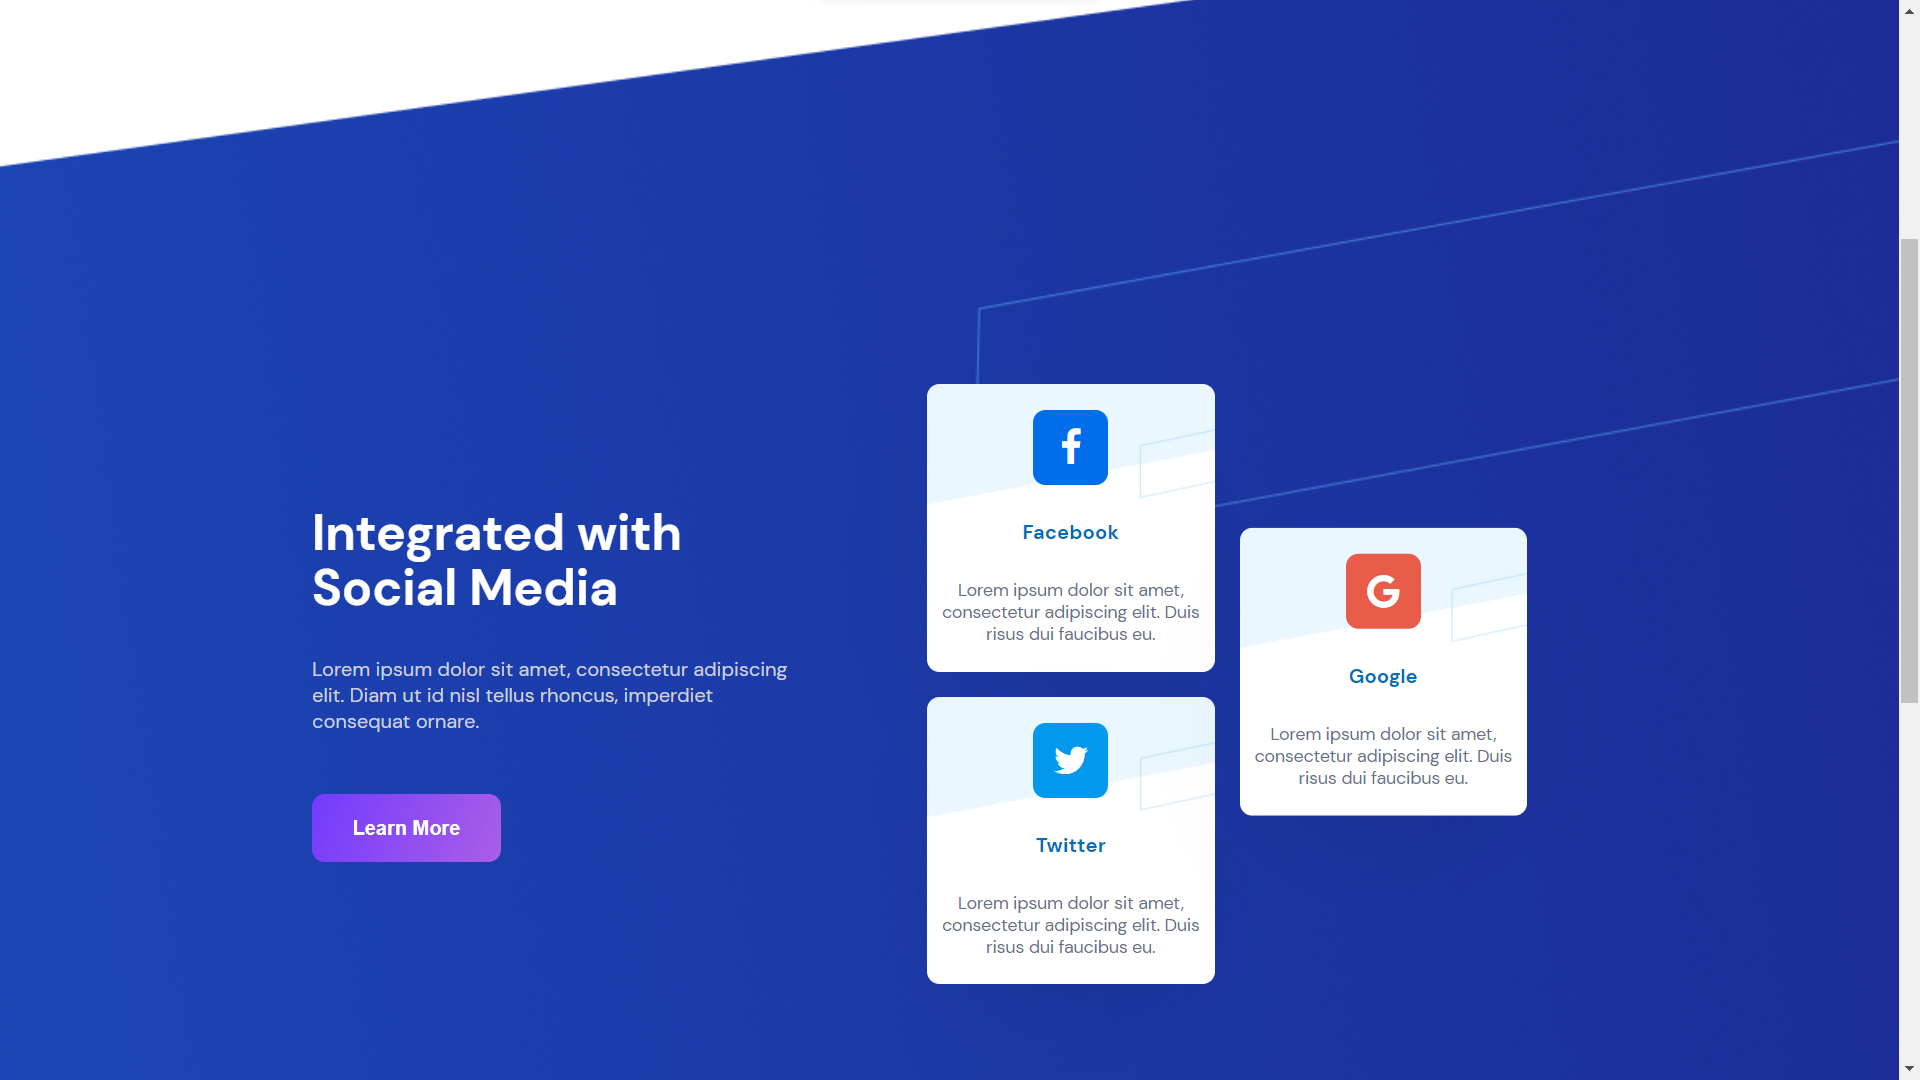 Integrated with
Social Media
Lorem ipsum dolor sit amet, consectetur adipiscing
elit. Diam ut id nisl tellus rhoncus, imperdiet
consequat ornare.
Learn More
Facebook
Lorem ipsum dolor sit amet,
consectetur adipiscing elit. Duis
risus dui faucibus eu.
Google
Lorem ipsum dolor sit amet,
consectetur adipiscing elit. Duis
risus dui faucibus eu.
Twitter
Lorem ipsum dolor sit amet,
consectetur adipiscing elit. Duis
risus dui faucibus eu.